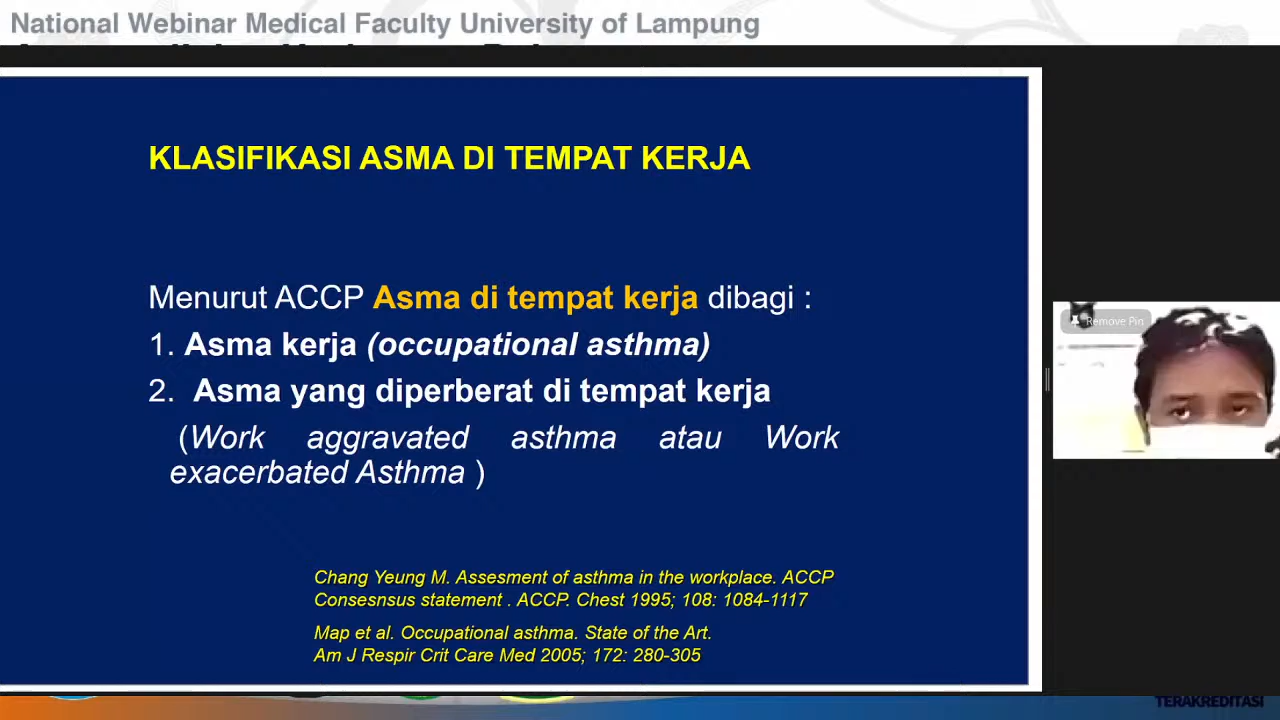 National Webinar Medical Faculty University of Lampung
KLASIFIKASI ASMA DI TEMPAT KERJA
Menurut ACCP Asma di tempat kerja dibagi :
1. Asma kerja (occupational asthma)
2. Asma yang diperberat di tempat kerja
(Work aggravated asthma atau Work
exacerbated Asthma )
Remove Pin
Chang Yeung M. Assesment of asthma in the workplace. ACCP
Consesnsus statement . ACCP. Chest 1995; 108: 1084-1117
Map et al. Occupational asthma. State of the Art.
Am J Respir Crit Care Med 2005; 172: 280-305
TERAKREDITASI